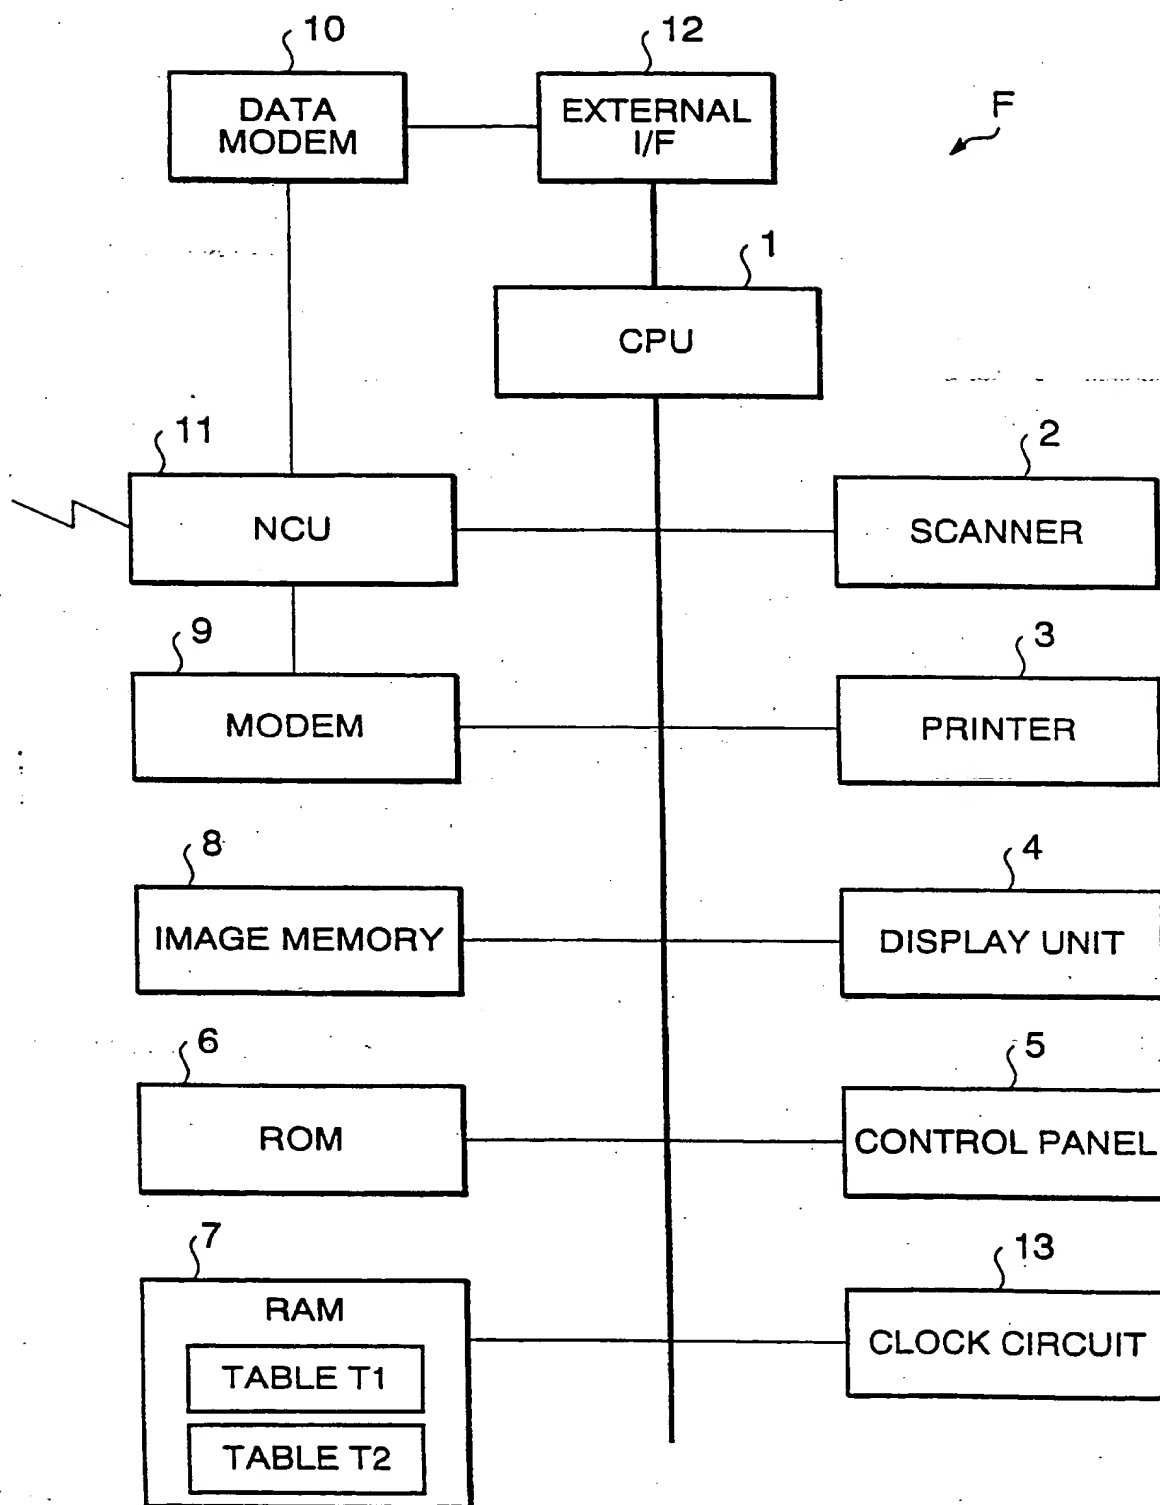 10
DATA
MODEM
12
EXTERNAL
I/F
F
1
CPU
11
NCU
2
SCANNER
9
MODEM
3
PRINTER
8
IMAGE MEMORY
4
DISPLAY UNIT
6
ROM
5
CONTROL PANEL
7
RAM
TABLE T1
TABLE T2
13
CLOCK CIRCUIT